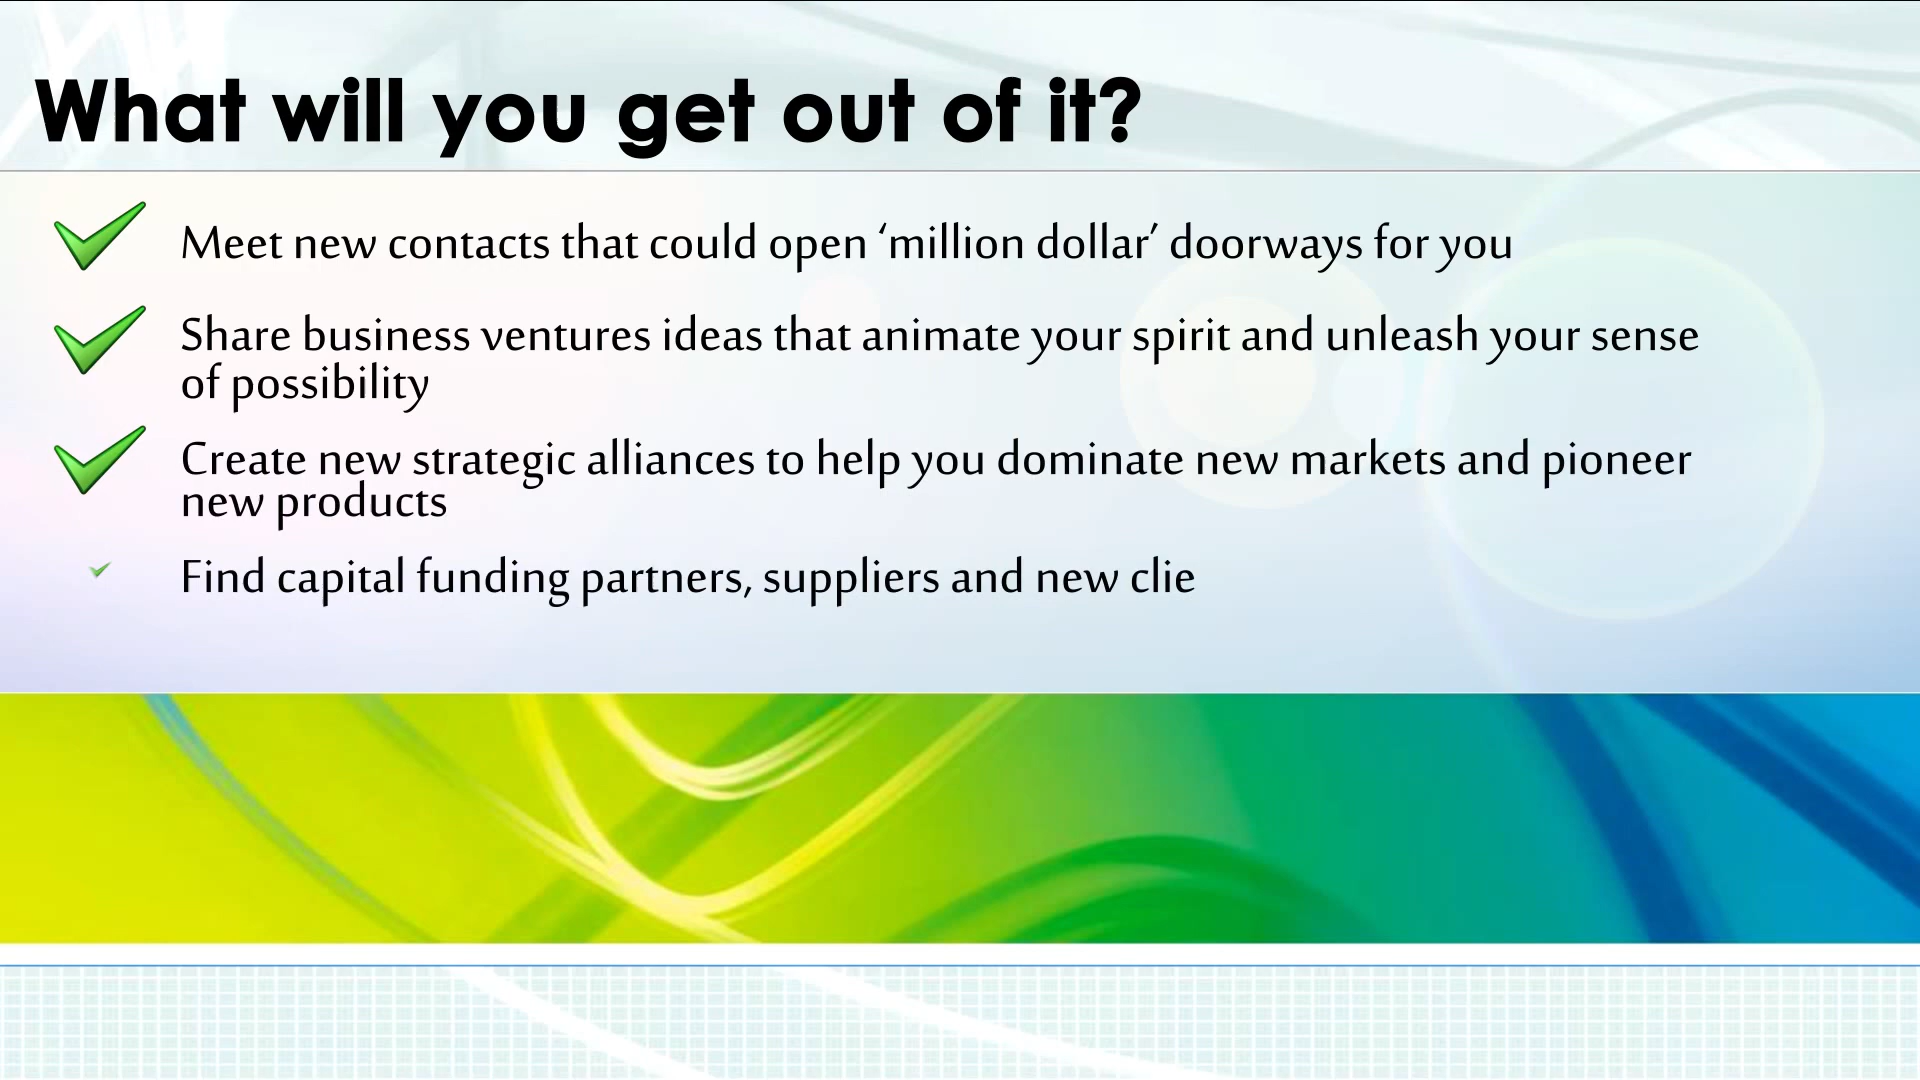 What will you get out of it?
Meet new contacts that could open ‘million dollar’ doorways for you
Share business ventures ideas that animate your spirit and unleash your sense
of possibility
Create new strategic alliances to help you dominate new markets and pioneer
new products
Find capital funding partners, suppliers and new clie